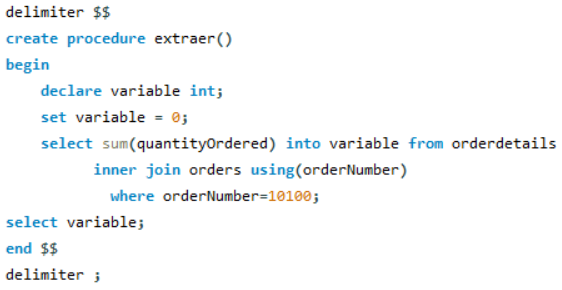 delimiter $$
create procedure extraer()
begin
declare variable int;
set variable = 0;
select sum(quantityOrdered) into variable from orderdetails
inner join orders using(orderNumber)
where orderNumber=10100;
select variable;
end $$
delimiter ;